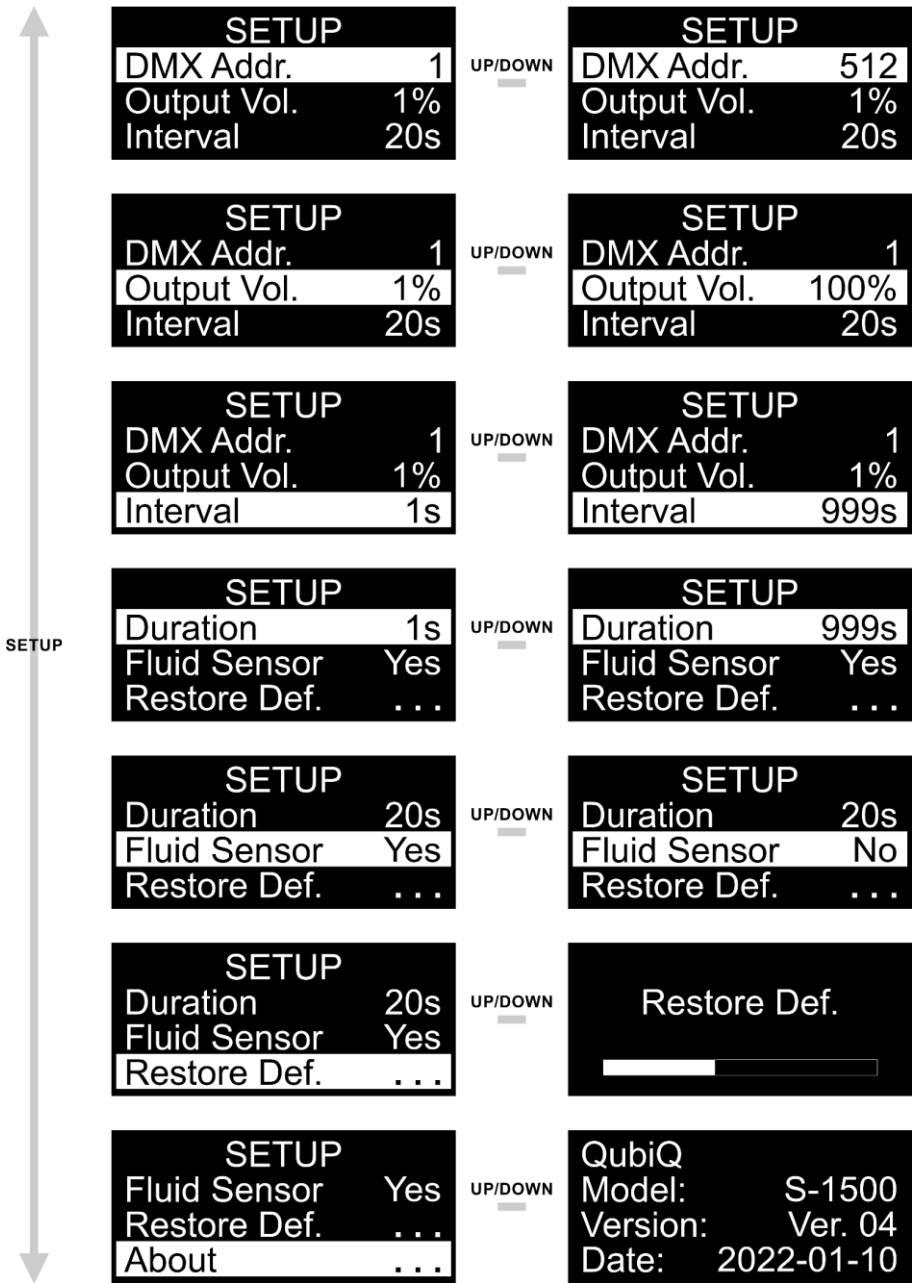 SETUP
DMX Addr. 1
Output Vol. 1%
Interval 20s
UP/DOWN
SETUP
DMX Addr. 512
Output Vol. 1%
Interval 20s
SETUP
DMX Addr. 1
Output Vol. 1%
Interval 20s
UP/DOWN
SETUP
DMX Addr. 1
Output Vol. 100%
Interval 20s
SETUP
DMX Addr. 1
Output Vol. 1%
Interval 1s
UP/DOWN
SETUP
DMX Addr. 1
Output Vol. 1%
Interval 999s
SETUP
SETUP
Duration 1s
Fluid Sensor Yes
Restore Def. ...
UP/DOWN
SETUP
Duration 999s
Fluid Sensor Yes
Restore Def. ...
SETUP
Duration 20s
Fluid Sensor Yes
Restore Def. ...
UP/DOWN
SETUP
Duration 20s
Fluid Sensor No
Restore Def. ...
SETUP
Duration 20s
Fluid Sensor Yes
Restore Def. ...
UP/DOWN
Restore Def.
SETUP
Fluid Sensor Yes
Restore Def. ...
About ...
UP/DOWN
QubiQ
Model: S-1500
Version: Ver. 04
Date: 2022-01-10